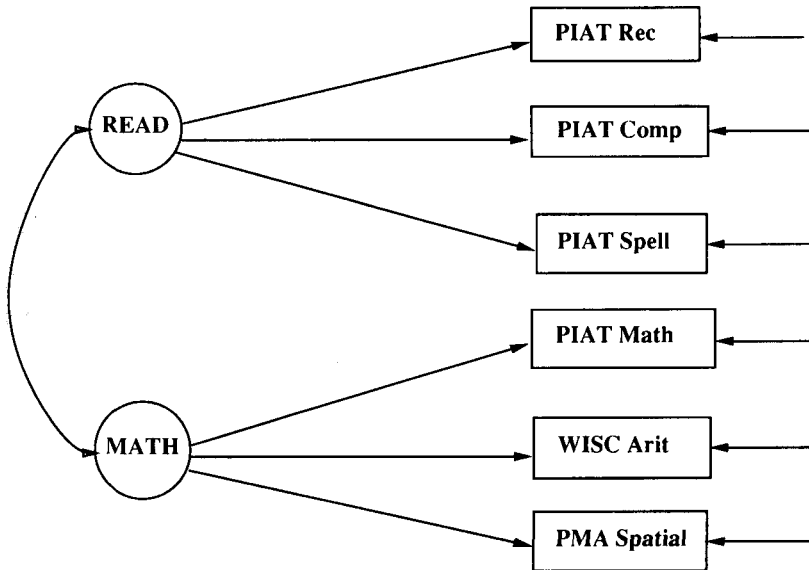 PIAT Rec
READ
PIAT Comp
PIAT Spell
PIAT Math
MATH
WISC Arit
PMA Spatial